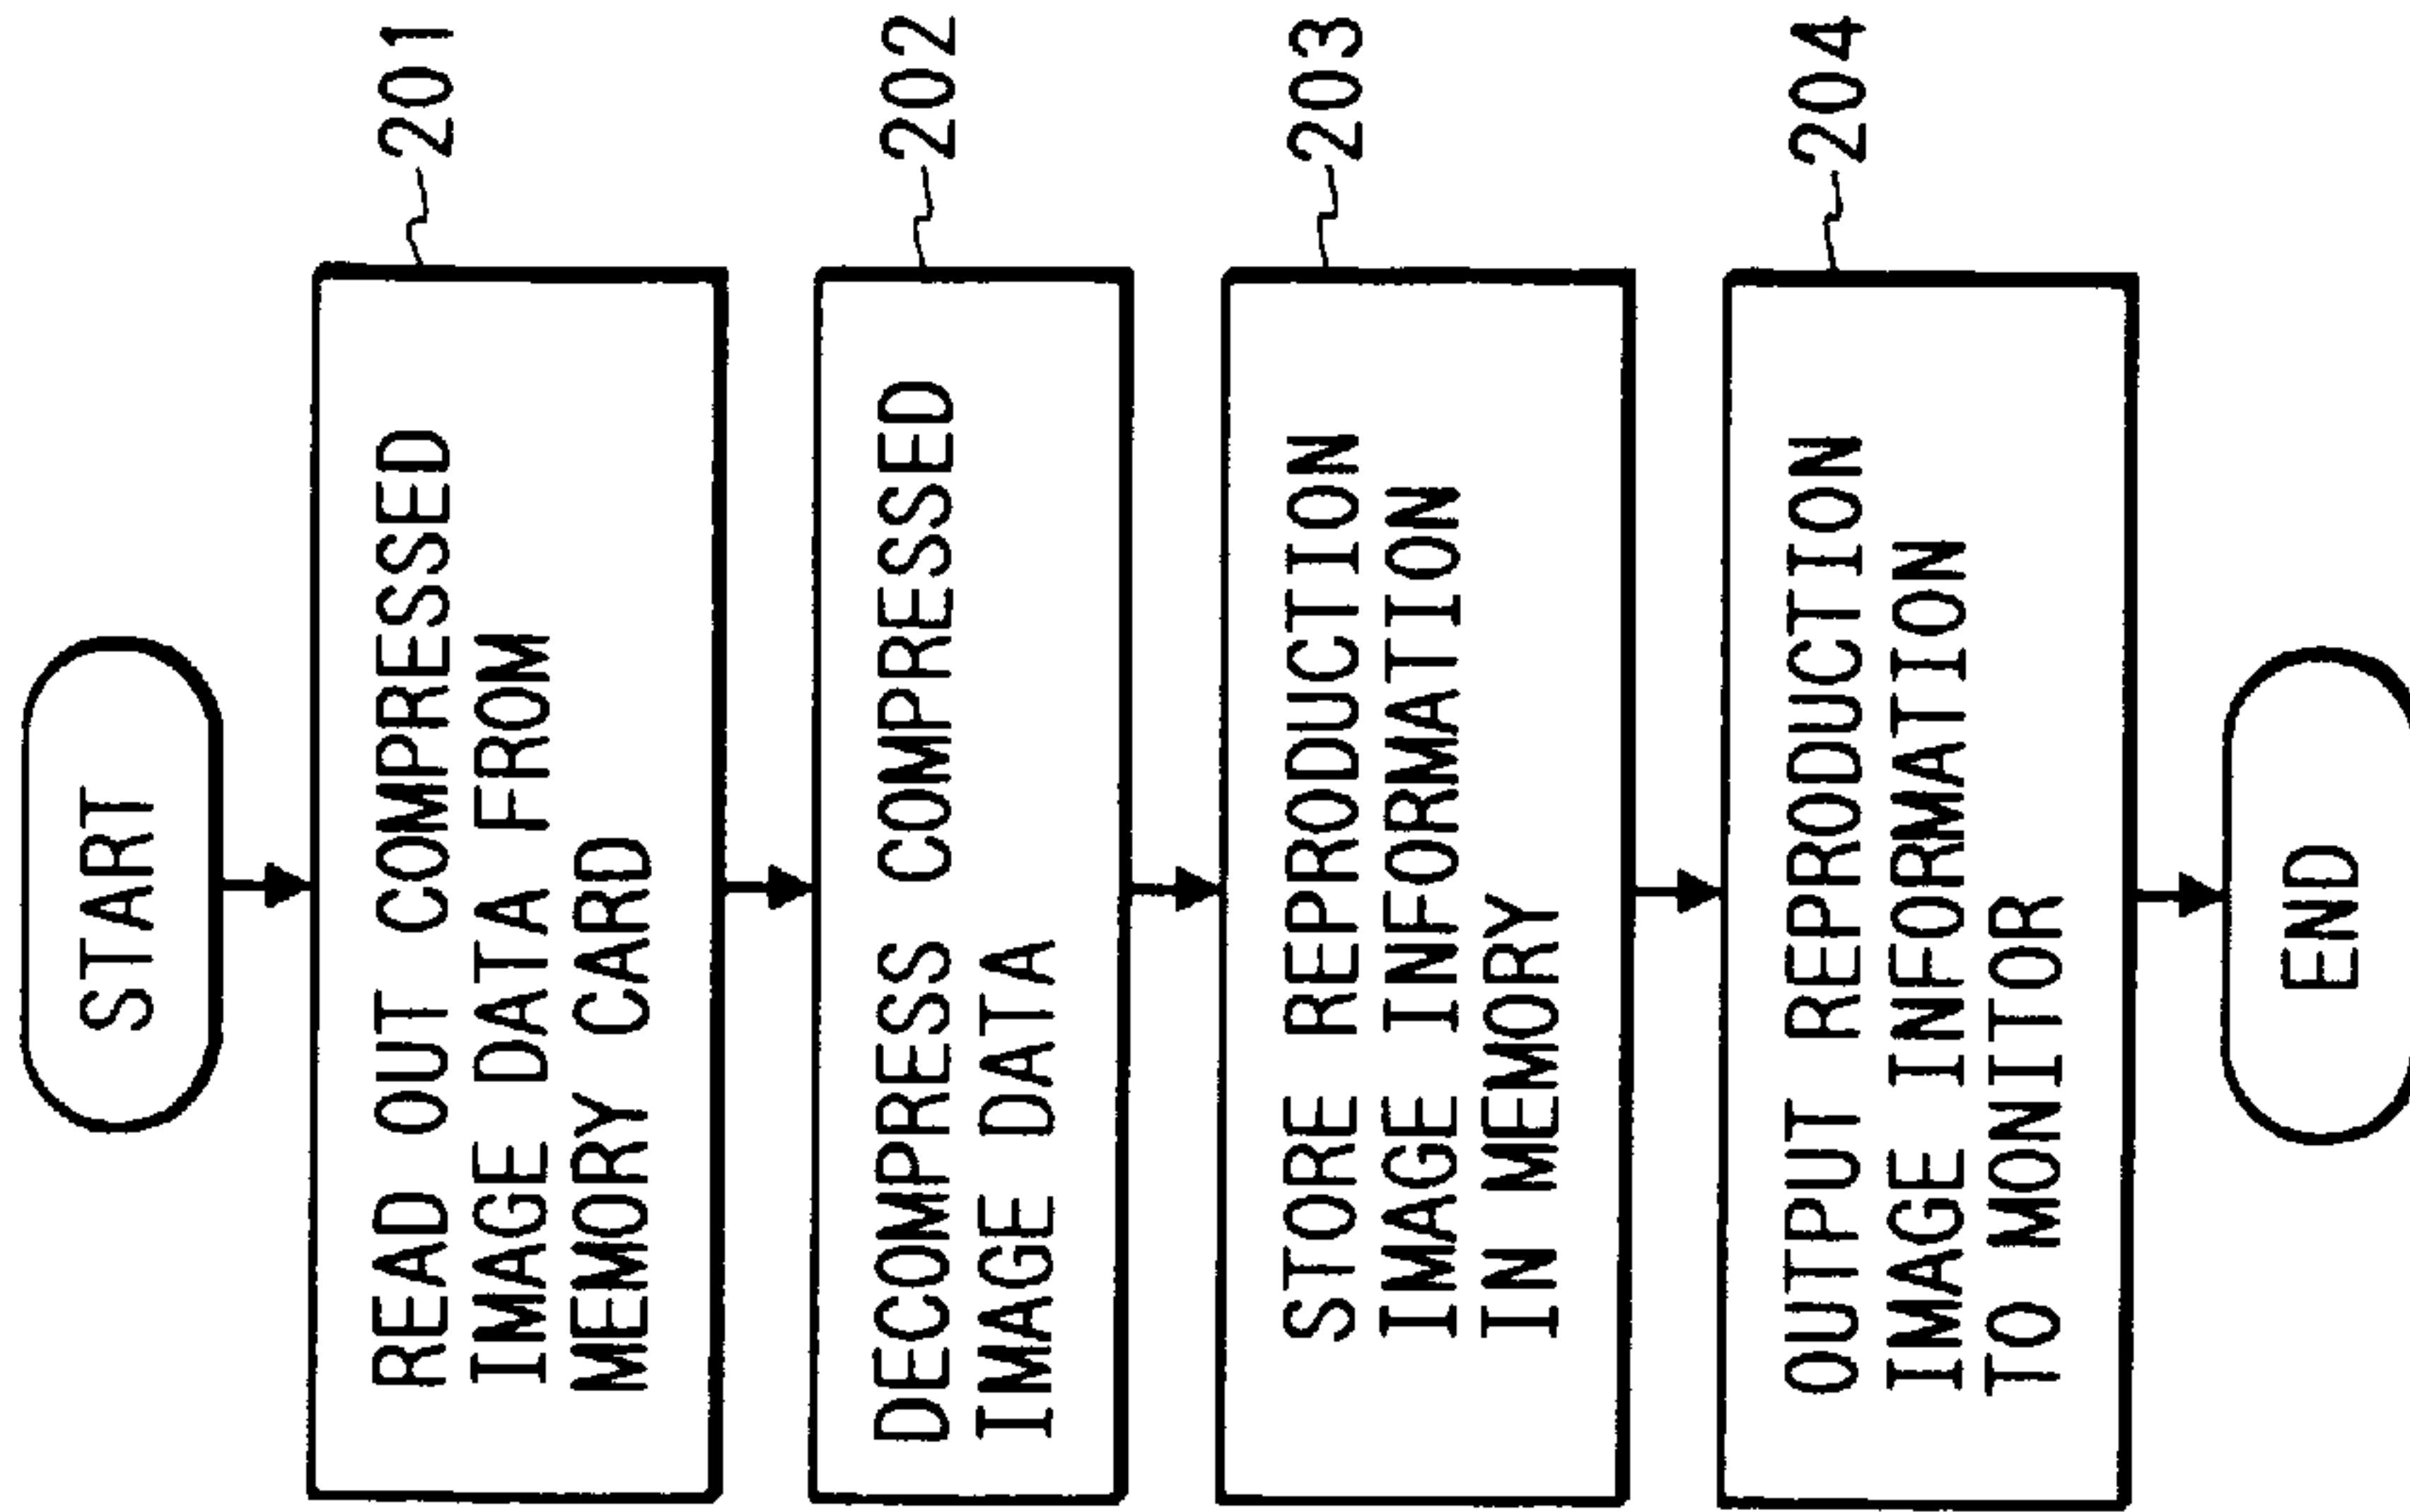 START
READ OUT COMPRESSED
IMAGE DATA FROM
MEMORY CARD
201
DECOMPRESS COMPRESSED
IMAGE DATA
202
STORE REPRODUCTION
IMAGE INFORMATION
IN MEMORY
203
OUTPUT REPRODUCTION
IMAGE INFORMATION
TO MONITOR
204
END